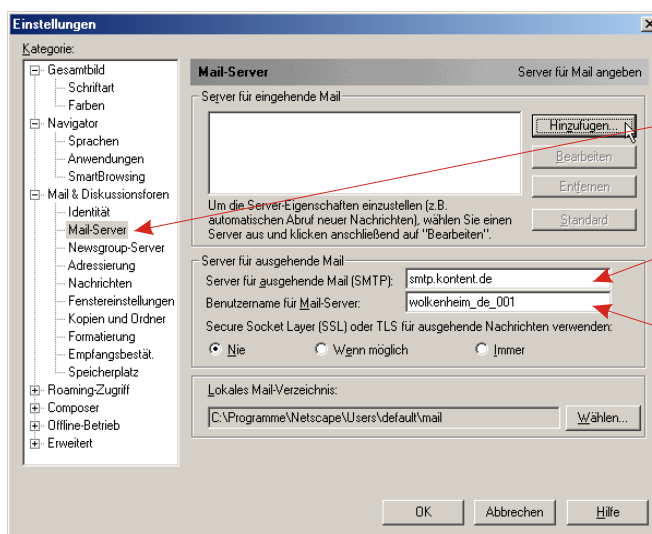 Einstellungen
Kategorie:
Gesamtbild
Schriftart
Farben
Navigator
Sprachen
Anwendungen
SmartBrowsing
Mail & Diskussionsforen
Identität
Mail-Server
Newsgroup-Server
Adressierung
Nachrichten
Fenstereinstellungen
Kopien und Ordner
Formatierung
Empfangsbestät.
Speicherplatz
Roaming-Zugriff
Composer
Offline-Betrieb
Erweitert
Mail-Server Server für Mail angeben
Server für eingehende Mail
Hinzufügen...
Bearbeiten
Entfernen
Standard
Um die Server-Eigenschaften einzustellen (z.B.
automatischen Abruf neuer Nachrichten), wählen Sie einen
Server aus und klicken anschließend auf "Bearbeiten".
Server für ausgehende Mail
Server für ausgehende Mail (SMTP): smtp.kontent.de
Benutzername für Mail-Server: wolkenheim_de_001
Secure Socket Layer (SSL) oder TLS für ausgehende Nachrichten verwenden:
Nie Wenn möglich Immer
Lokales Mail-Verzeichnis:
C:\Programme\Netscape\Users\default\mail Wählen...
OK Abbrechen Hilfe